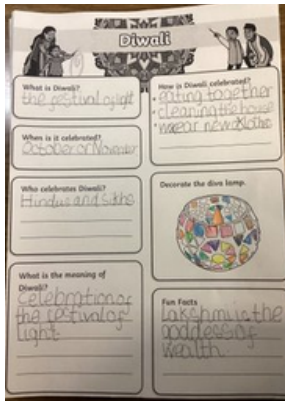 Diwali
What is Diwali?
the festival of light
When is it celebrated?
October or November
Who celebrates Diwali?
Hindus and Sikhs
What is the meaning of
Diwali?
Celebration of
the festival of
light
How is Diwali celebrated?
• eating together
• cleaning the house
• wear new cloths
Decorate the diva lamp.
Fun Facts
Lakshmi is the
goddess of
wealth.